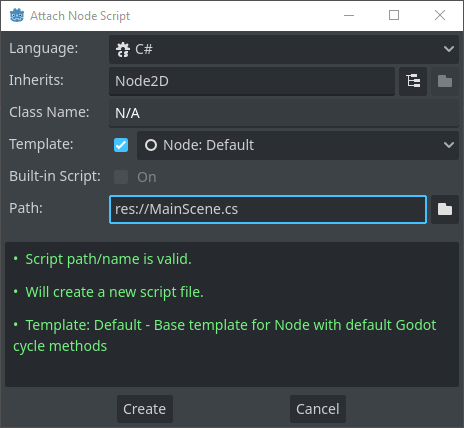 Attach Node Script
Language: C#
Inherits: Node2D
Class Name: N/A
Template: Node: Default
Built-in Script: On
Path: res://MainScene.cs
• Script path/name is valid.
• Will create a new script file.
• Template: Default - Base template for Node with default Godot
cycle methods
Create Cancel